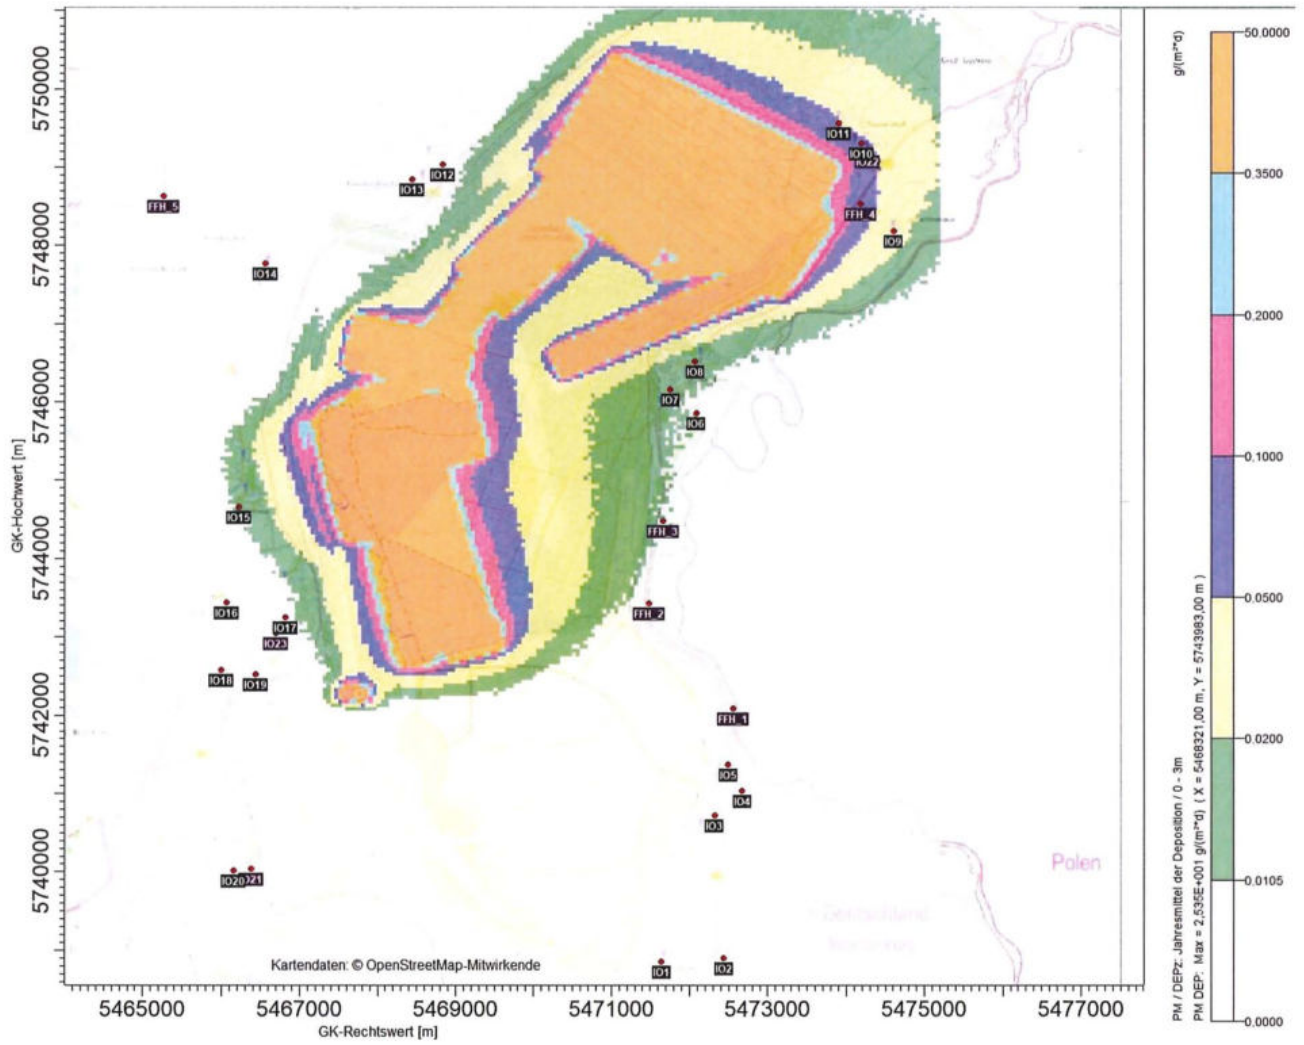 g/(m²*d)
50.0000
0.3500
0.2000
0.1000
0.0500
0.0200
0.0105
0.0000
PM / DEPz: Jahresmittel der Deposition / 0 - 3m
PM DEP: Max = 2,535E+001 g/(m²*d) ( X = 5468321,00 m, Y = 5743983,00 m )
GK-Hochwert [m]
5750000
5748000
5746000
5744000
5742000
5740000
IO11
IO10
IO22
IO12
IO13
FFH_5
FFH_4
IO9
IO14
IO8
IO7
IO6
IO15
FFH_3
IO16
FFH_2
IO17
IO23
IO18
IO19
FFH_1
IO5
IO4
IO3
IO20
Polen
Deutschland
IO1
IO2
Kartendaten: © OpenStreetMap-Mitwirkende
5465000 5467000 5469000 5471000 5473000 5475000 5477000
GK-Rechtswert [m]